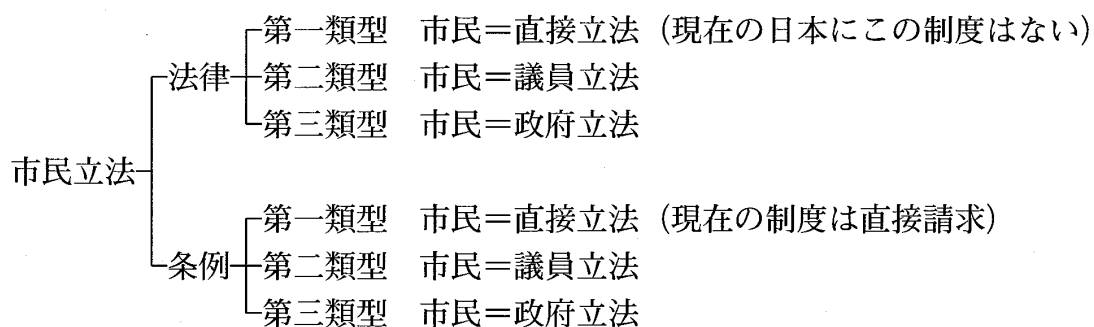 第一類型 市民＝直接立法（現在の日本にこの制度はない）
法律 第二類型 市民＝議員立法
第三類型 市民＝政府立法
市民立法
第一類型 市民＝直接立法（現在の制度は直接請求）
条例 第二類型 市民＝議員立法
第三類型 市民＝政府立法